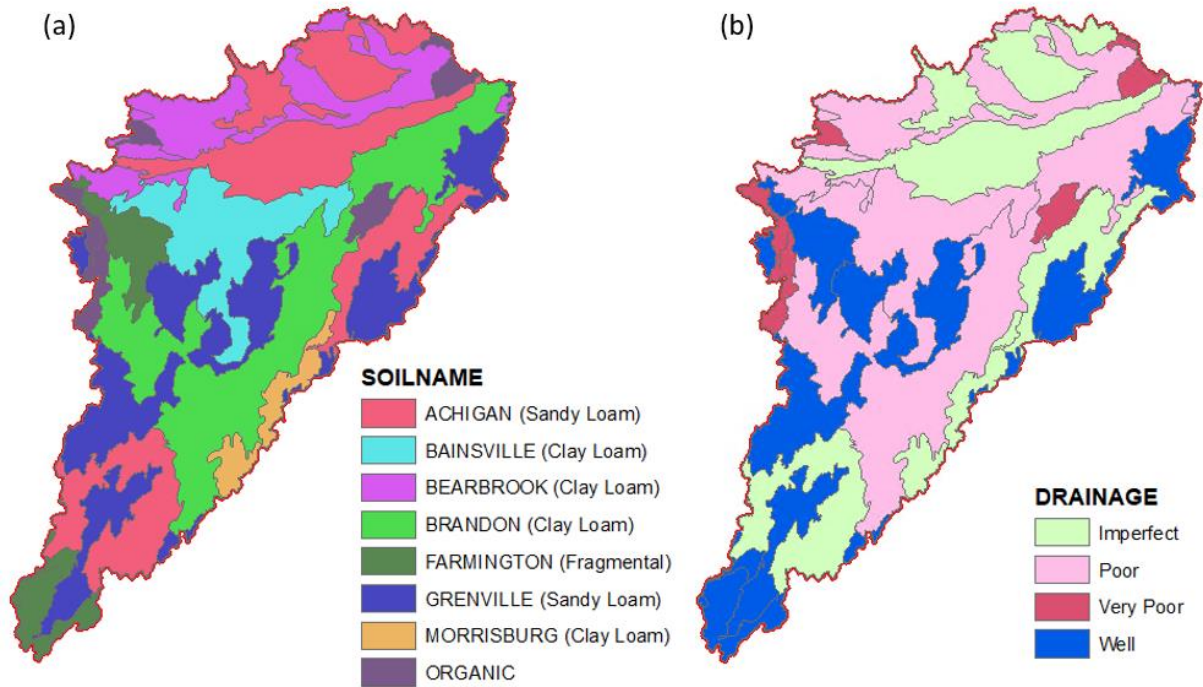 (a)
SOILNAME
ACHIGAN (Sandy Loam)
BAINSVILLE (Clay Loam)
BEARBROOK (Clay Loam)
BRANDON (Clay Loam)
FARMINGTON (Fragmental)
GRENVILLE (Sandy Loam)
MORRISBURG (Clay Loam)
ORGANIC
(b)
DRAINAGE
Imperfect
Poor
Very Poor
Well